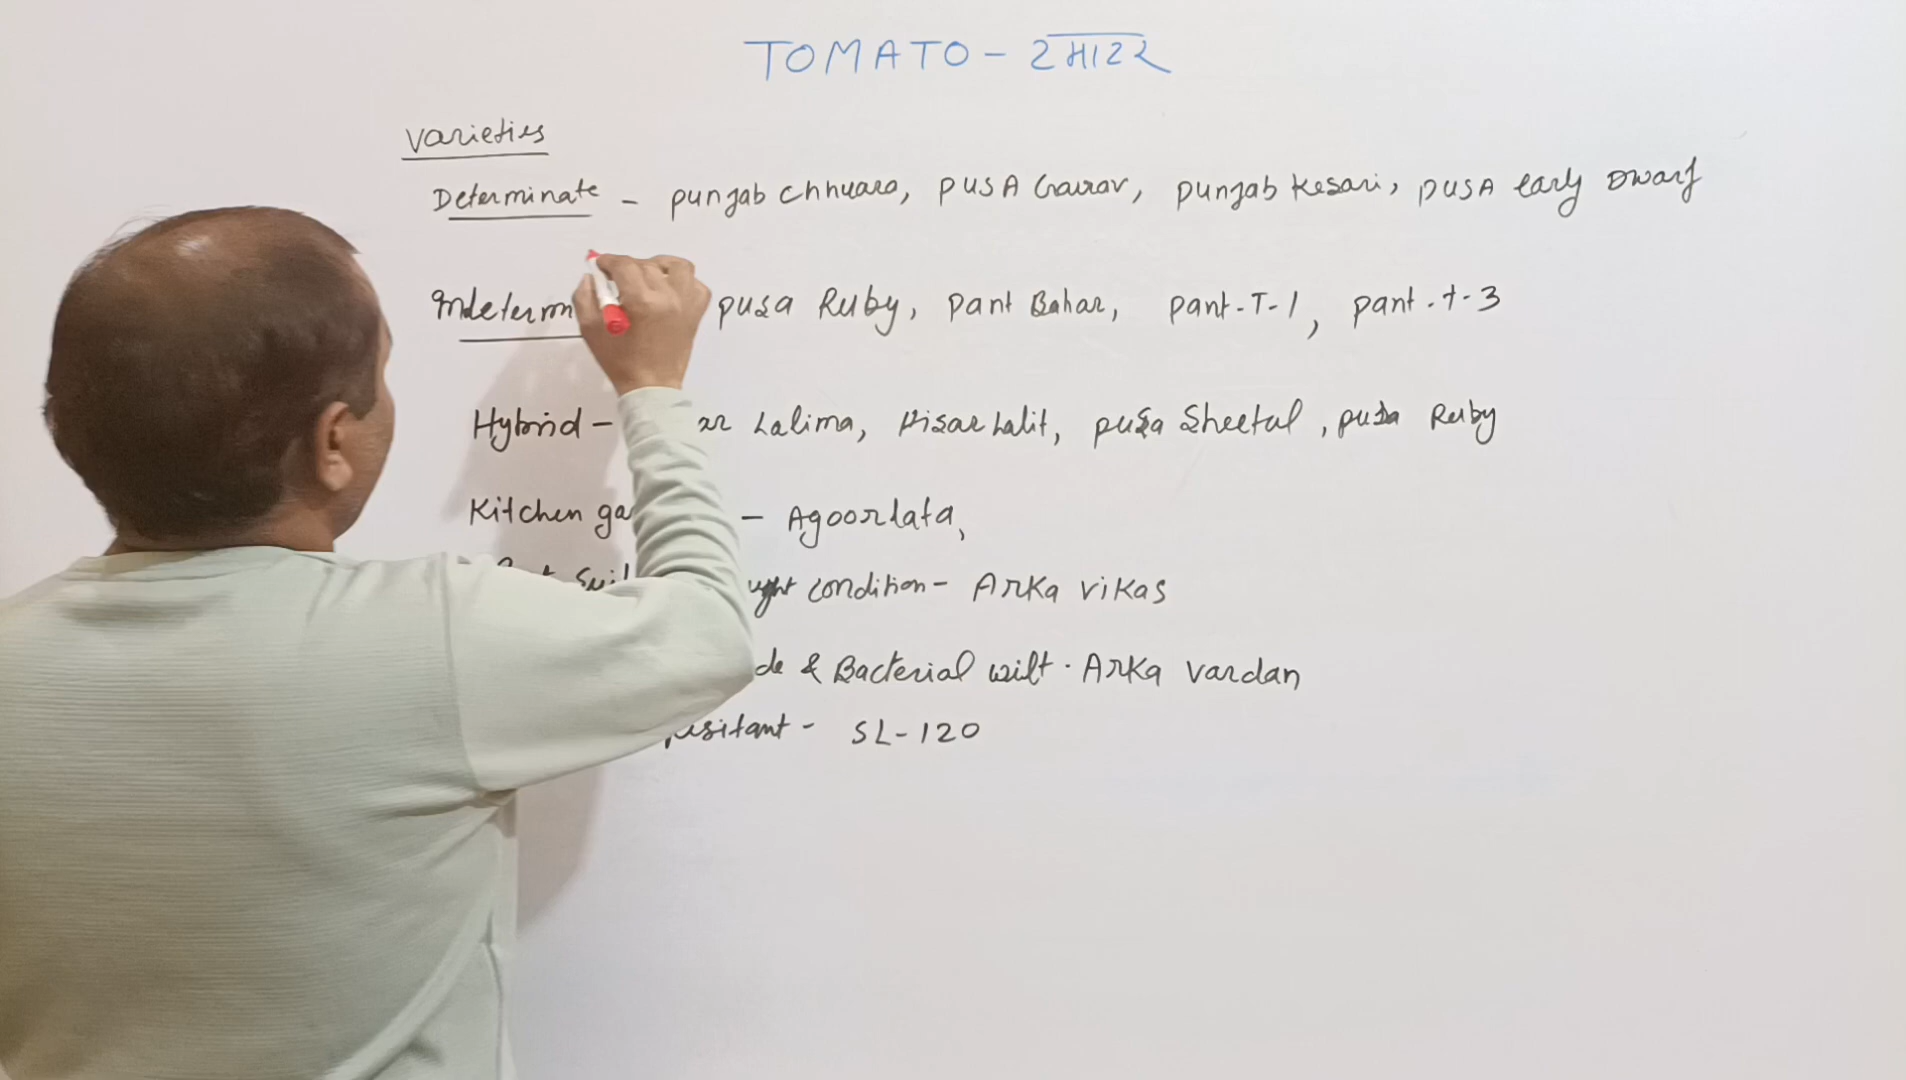 TOMATO - टमाटर
Varieties
Determinate - punjab chhuara, PUSA Gaurav, punjab Kesari, PUSA Early Dwarf
pusa Ruby, pant Bahar, pant-T-1, pant-t-3
Hybrid - Lalima, Hisar Lalit, pusa Sheetal, pusa Ruby
Kitchen - Agoorlata,
condition - Arka vikas
& Bacterial wilt - Arka vardan
SL-120